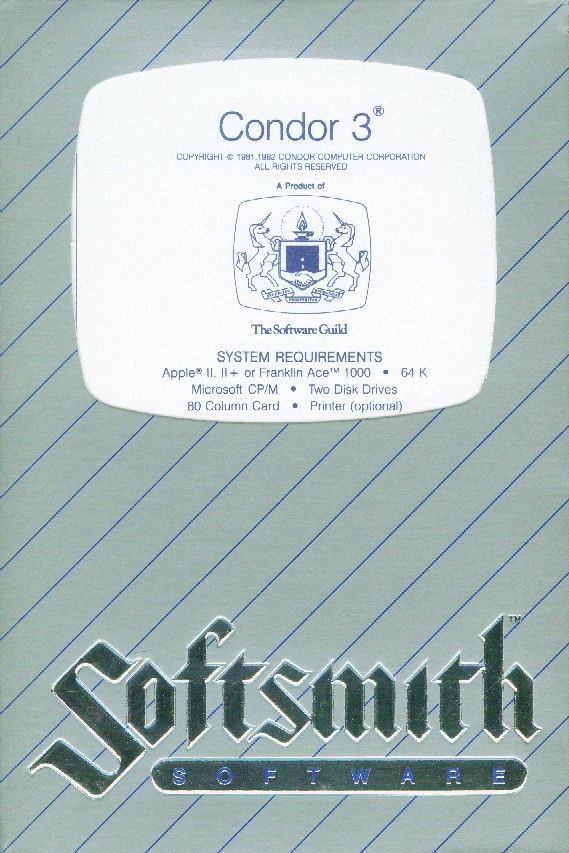 Condor 3®
COPYRIGHT © 1981,1982 CONDOR COMPUTER CORPORATION
ALL RIGHTS RESERVED
A Product of
The Software Guild
SYSTEM REQUIREMENTS
Apple® II, II+ or Franklin Ace™ 1000 • 64 K
Microsoft CP/M • Two Disk Drives
80 Column Card • Printer (optional)
Softsmith™
SOFTWARE